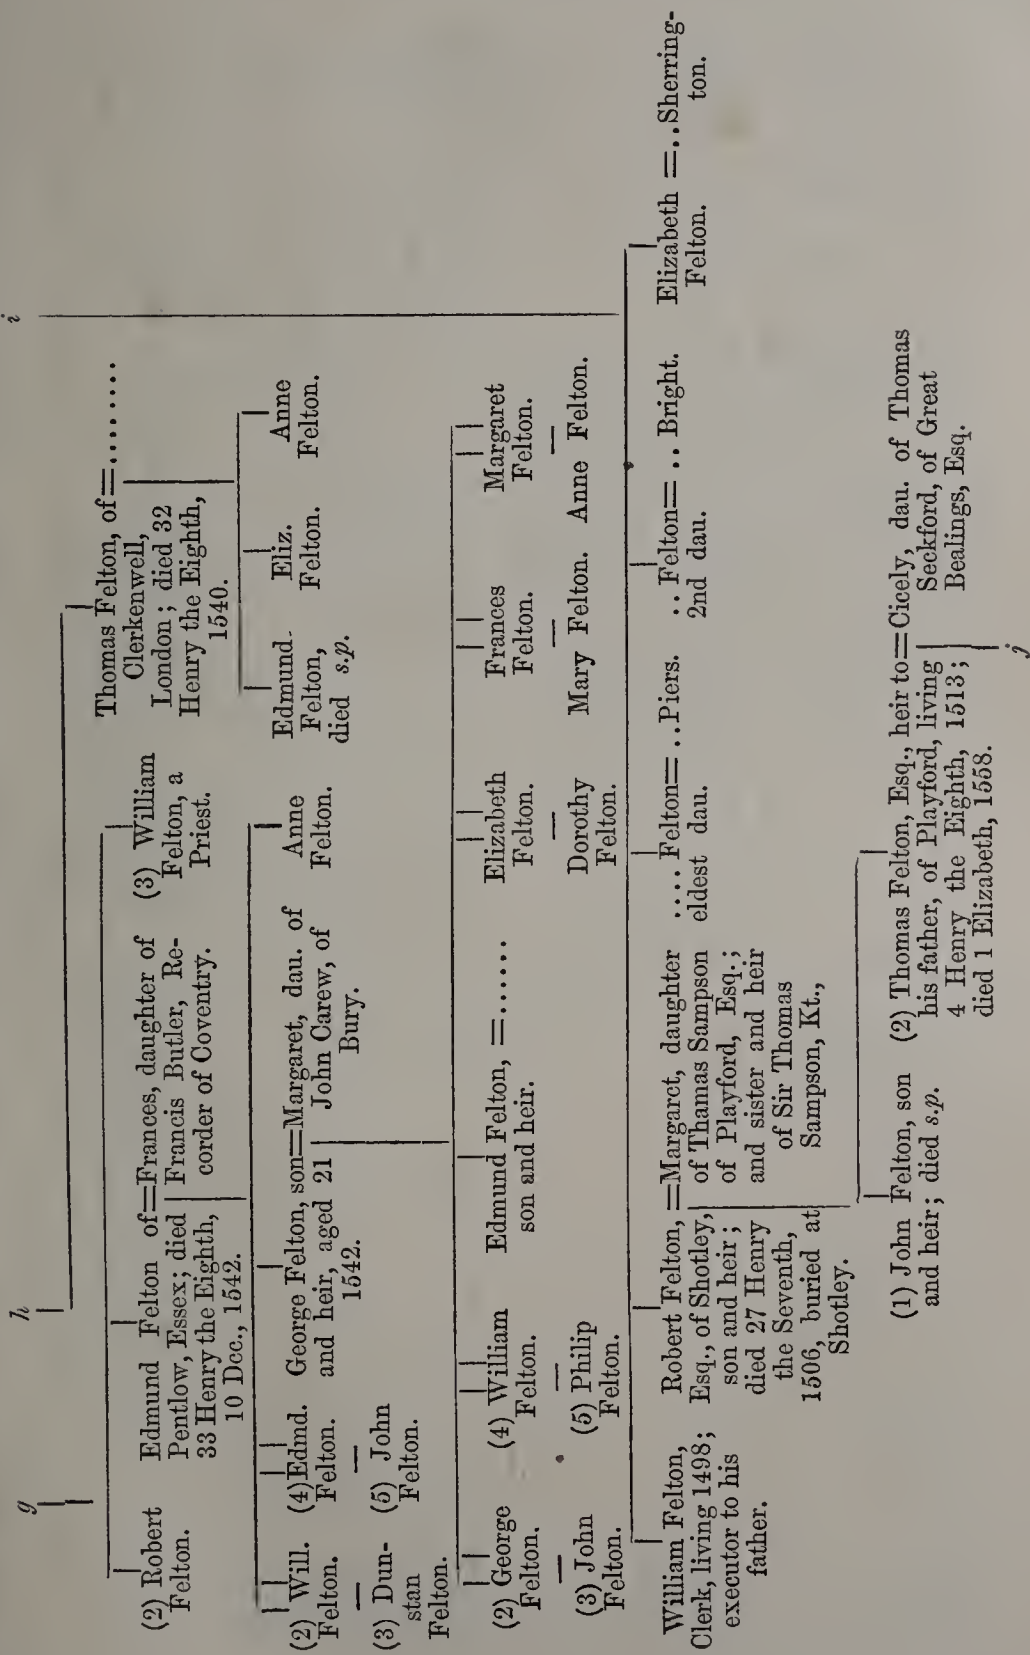 g
h
i
(2) Robert
Felton.
Edmund Felton of=Frances, daughter of
Pentlow, Essex; died Francis Butler, Re-
33 Henry the Eighth, corder of Coventry.
10 Dec., 1542.
(3) William
Felton, a
Priest.
Thomas Felton, of=.........
Clerkenwell,
London; died 32
Henry the Eighth,
1540.
(2) Will.
Felton.
(3) Dun-
stan
Felton.
(4) Edmd.
Felton.
(5) John
Felton.
George Felton, son=Margaret, dau. of
and heir, aged 21 John Carew, of
1542. Bury.
Anne
Felton.
Edmund-
Felton,
died s.p.
Eliz.
Felton.
Anne
Felton.
(2) George
Felton.
(3) John
Felton.
(4) William
Felton.
(5) Philip
Felton.
Edmund Felton, =......
son and heir.
Elizabeth
Felton.
Dorothy
Felton.
Frances
Felton.
Mary Felton.
Margaret
Felton.
Anne Felton.
William Felton,
Clerk, living 1498;
executor to his
father.
Robert Felton, =Margaret, daughter
Esq., of Shotley, of Thamas Sampson
son and heir; of Playford, Esq.;
died 27 Henry and sister and heir
the Seventh, of Sir Thomas
1506, buried at Sampson, Kt.,
Shotley.
.... Felton= ..Piers.
eldest dau.
.. Felton= .. Bright.
2nd dau.
Elizabeth =..Sherring-
Felton. ton.
(1) John Felton, son
and heir; died s.p.
(2) Thomas Felton, Esq., heir to=Cicely, dau. of Thomas
his father, of Playford, living Seckford, of Great
4 Henry the Eighth, 1513; Bealings, Esq.
died 1 Elizabeth, 1558.
j